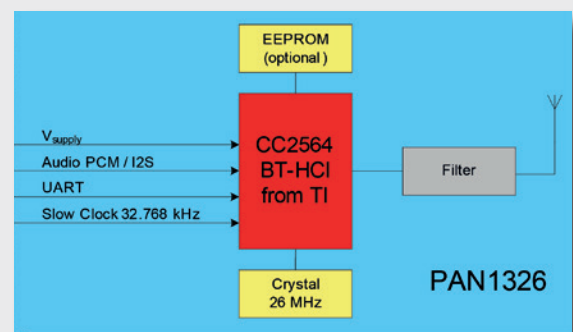 EEPROM
(optional)
V supply
Audio PCM / I2S
UART
Slow Clock 32.768 kHz
CC2564
BT-HCI
from TI
Filter
Crystal
26 MHz
PAN1326